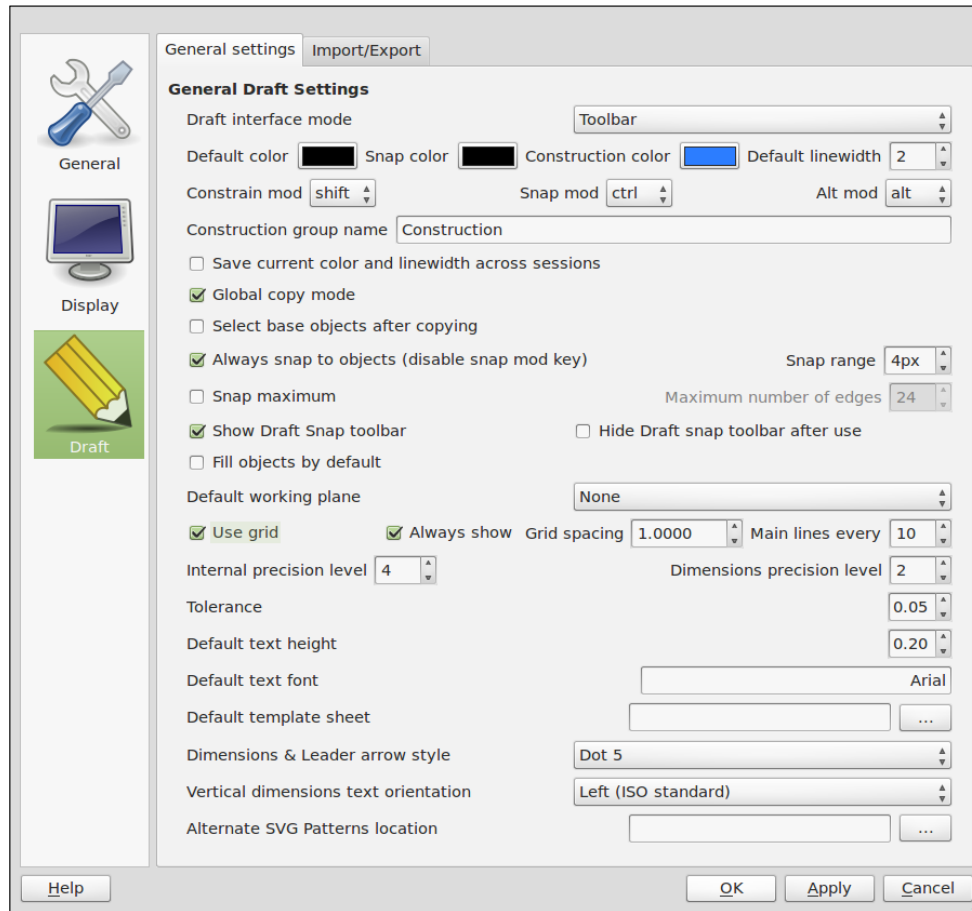 General settings Import/Export
General Draft Settings
Draft interface mode Toolbar
Default color Snap color Construction color Default linewidth 2
General
Constrain mod shift Snap mod ctrl Alt mod alt
Construction group name Construction
Save current color and linewidth across sessions
Global copy mode
Display
Select base objects after copying
Always snap to objects (disable snap mod key) Snap range 4px
Snap maximum Maximum number of edges 24
Show Draft Snap toolbar Hide Draft snap toolbar after use
Draft
Fill objects by default
Default working plane None
Use grid Always show Grid spacing 1.0000 Main lines every 10
Internal precision level 4 Dimensions precision level 2
Tolerance 0.05
Default text height 0.20
Default text font Arial
Default template sheet ...
Dimensions & Leader arrow style Dot 5
Vertical dimensions text orientation Left (ISO standard)
Alternate SVG Patterns location ...
Help OK Apply Cancel